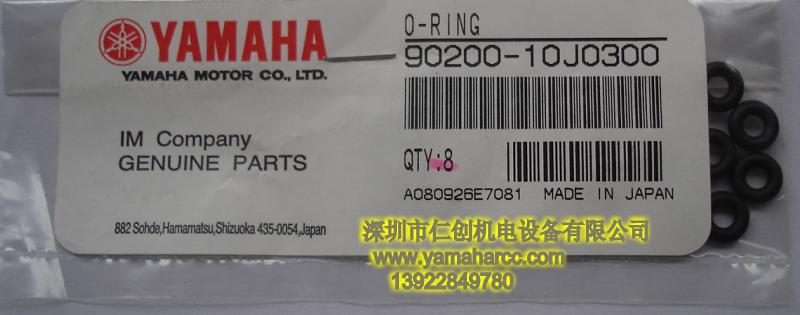 YAMAHA
YAMAHA MOTOR CO., LTD.
IM Company
GENUINE PARTS
882 Sohde,Hamamatsu,Shizuoka 435-0054,Japan
O-RING
90200-10J0300
QTY:8
A080926E7081 MADE IN JAPAN
深圳市仁创机电设备有限公司
www.yamaharcc.com
13922849780